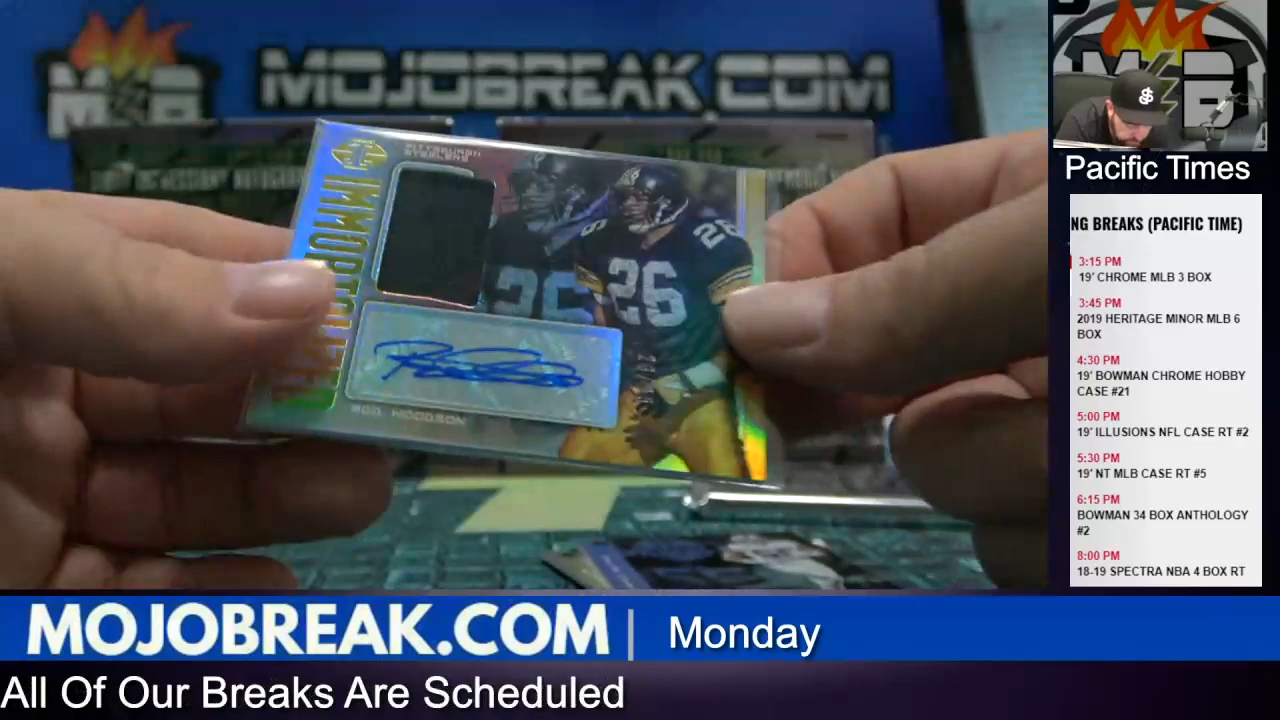 MOJOBREAK.COM
PITTSBURGH
STEELERS
26
26
26
ROD WOODSON
Pacific Times
NG BREAKS (PACIFIC TIME)
3:15 PM
19' CHROME MLB 3 BOX
3:45 PM
2019 HERITAGE MINOR MLB 6
BOX
4:30 PM
19' BOWMAN CHROME HOBBY
CASE #21
5:00 PM
19' ILLUSIONS NFL CASE RT #2
5:30 PM
19' NT MLB CASE RT #5
6:15 PM
BOWMAN 34 BOX ANTHOLOGY
#2
8:00 PM
18-19 SPECTRA NBA 4 BOX RT
MOJOBREAK.COM | Monday
All Of Our Breaks Are Scheduled